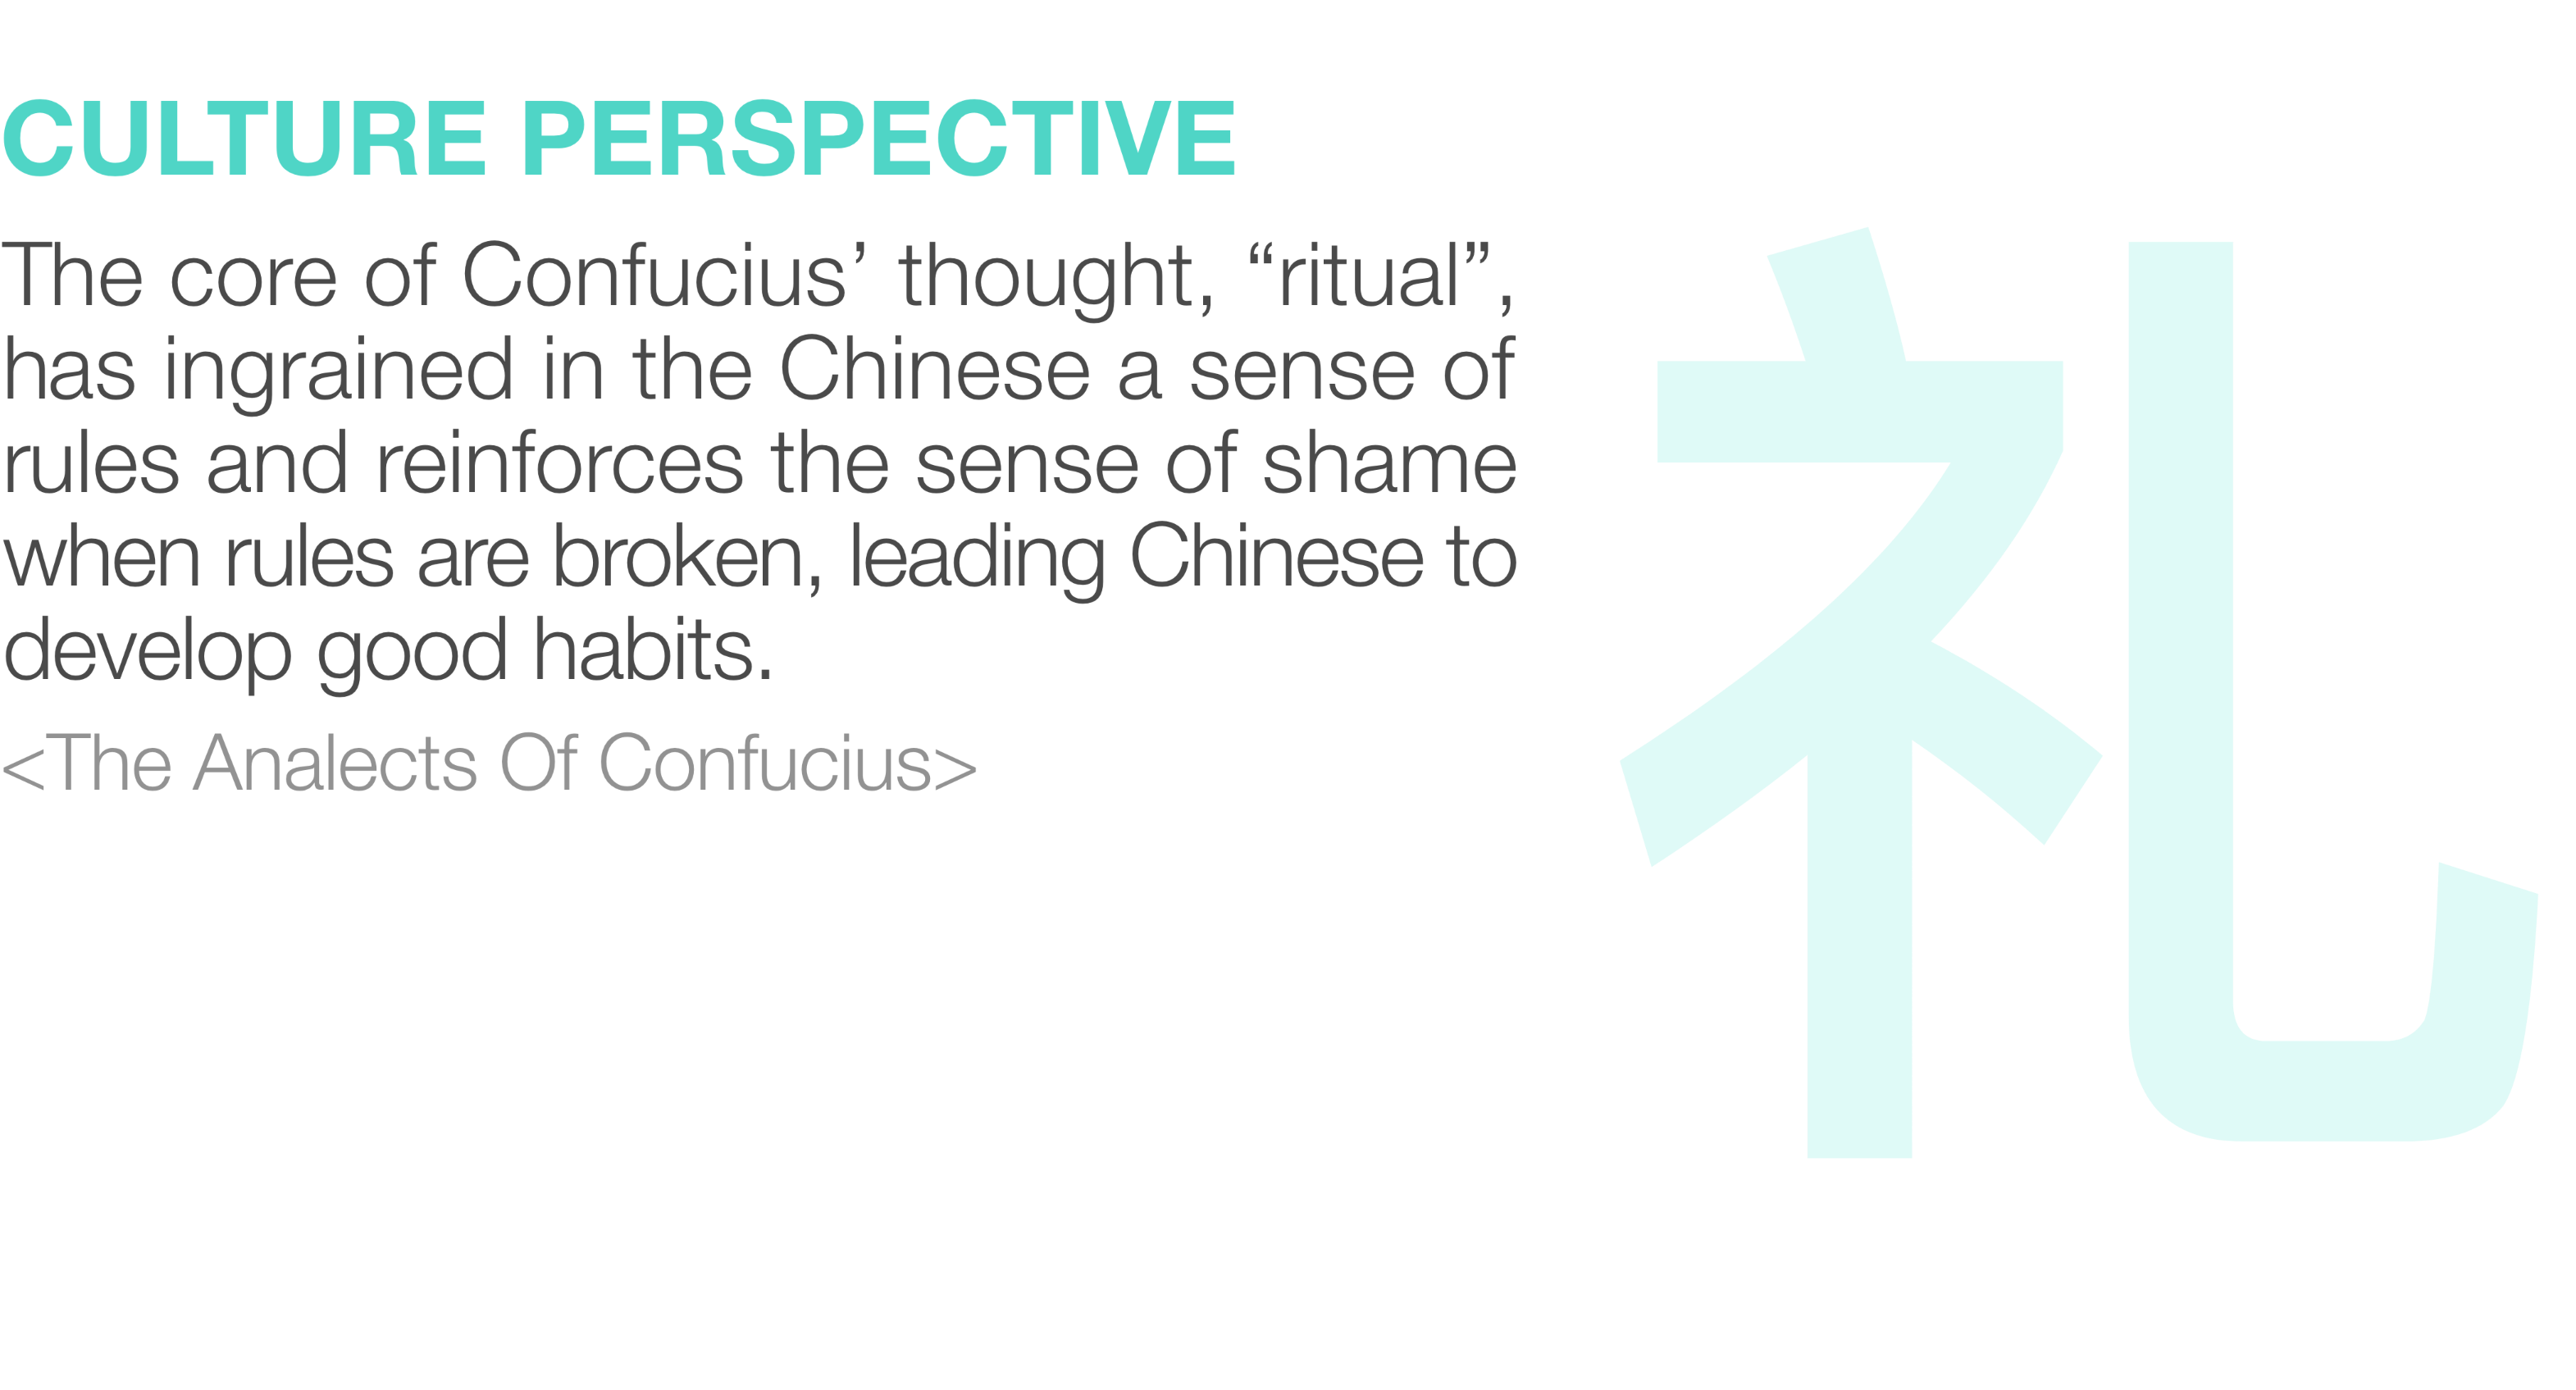 CULTURE PERSPECTIVE
The core of Confucius’ thought, “ritual”,
has ingrained in the Chinese a sense of
rules and reinforces the sense of shame
when rules are broken, leading Chinese to
develop good habits.
<The Analects Of Confucius>
礼